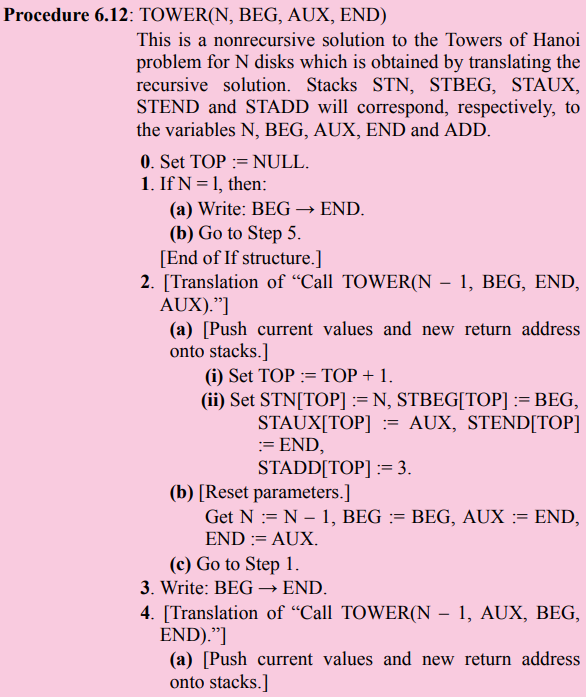 Procedure 6.12: TOWER(N, BEG, AUX, END)
This is a nonrecursive solution to the Towers of Hanoi
problem for N disks which is obtained by translating the
recursive solution. Stacks STN, STBEG, STAUX,
STEND and STADD will correspond, respectively, to
the variables N, BEG, AUX, END and ADD.
0. Set TOP := NULL.
1. If N = l, then:
(a) Write: BEG → END.
(b) Go to Step 5.
[End of If structure.]
2. [Translation of “Call TOWER(N – 1, BEG, END,
AUX).”]
(a) [Push current values and new return address
onto stacks.]
(i) Set TOP := TOP + 1.
(ii) Set STN[TOP] := N, STBEG[TOP] := BEG,
STAUX[TOP] := AUX, STEND[TOP]
:= END,
STADD[TOP] := 3.
(b) [Reset parameters.]
Get N := N – 1, BEG := BEG, AUX := END,
END := AUX.
(c) Go to Step 1.
3. Write: BEG → END.
4. [Translation of “Call TOWER(N – 1, AUX, BEG,
END).”]
(a) [Push current values and new return address
onto stacks.]